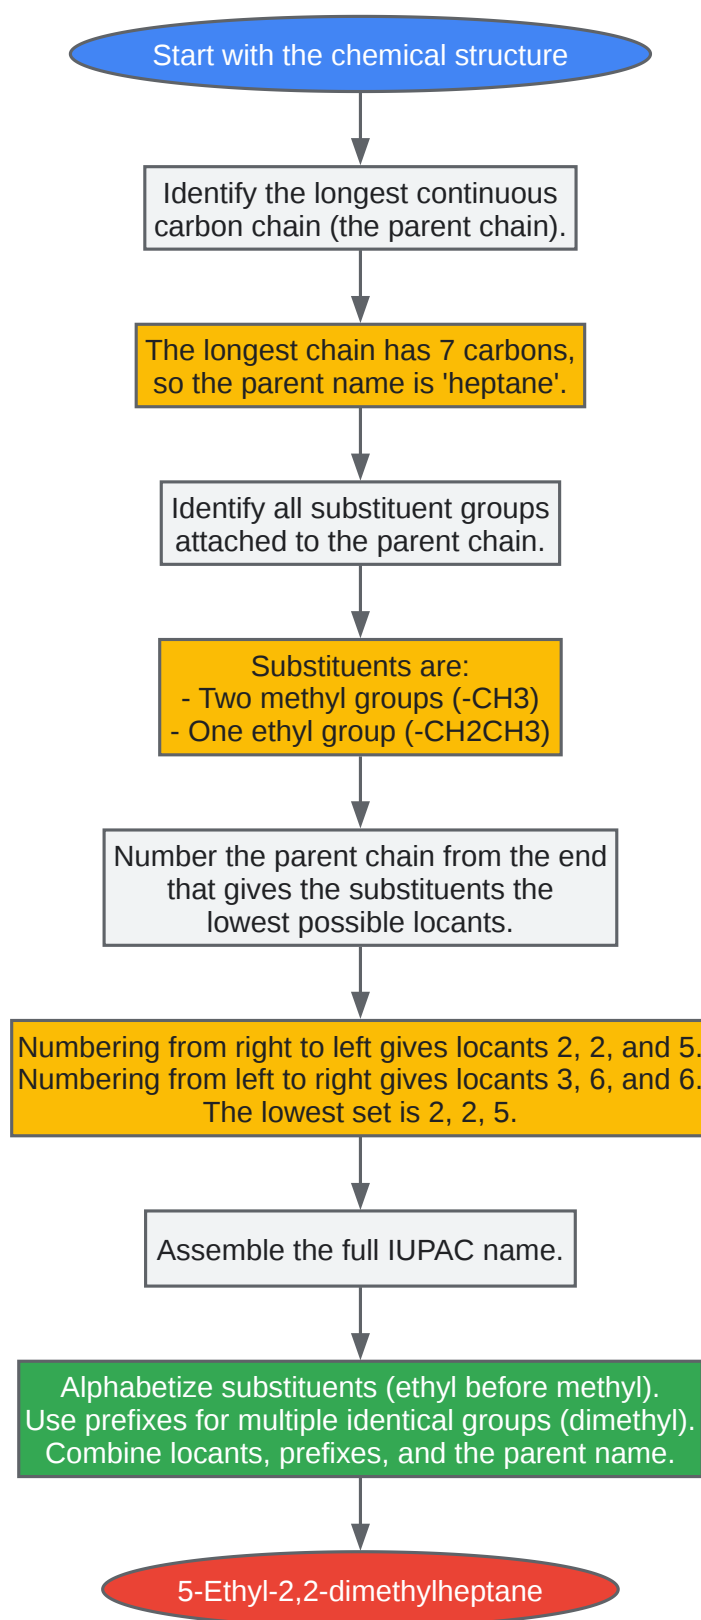 Start with the chemical structure
Identify the longest continuous
carbon chain (the parent chain).
The longest chain has 7 carbons,
so the parent name is 'heptane'.
Identify all substituent groups
attached to the parent chain.
Substituents are:
- Two methyl groups (-CH3)
- One ethyl group (-CH2CH3)
Number the parent chain from the end
that gives the substituents the
lowest possible locants.
Numbering from right to left gives locants 2, 2, and 5.
Numbering from left to right gives locants 3, 6, and 6.
The lowest set is 2, 2, 5.
Assemble the full IUPAC name.
Alphabetize substituents (ethyl before methyl).
Use prefixes for multiple identical groups (dimethyl).
Combine locants, prefixes, and the parent name.
5-Ethyl-2,2-dimethylheptane